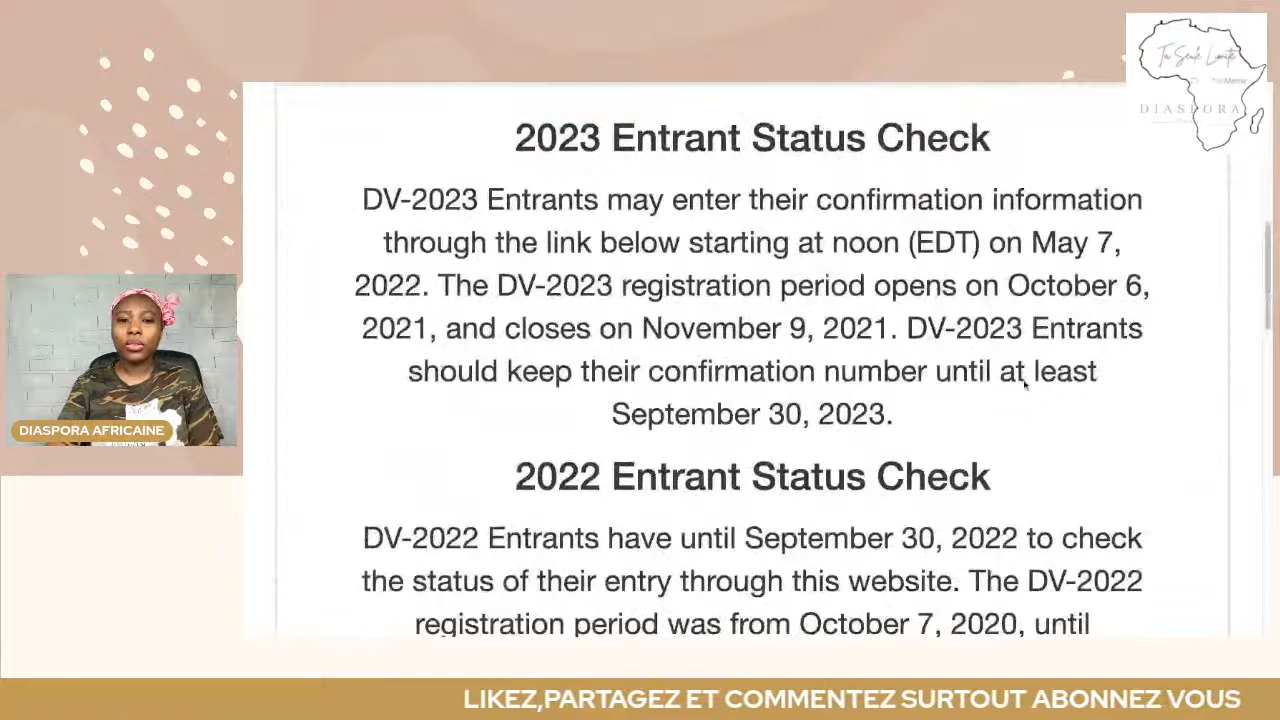 Ta Seule Limite
DIASPORA
2023 Entrant Status Check
DV-2023 Entrants may enter their confirmation information
through the link below starting at noon (EDT) on May 7,
2022. The DV-2023 registration period opens on October 6,
2021, and closes on November 9, 2021. DV-2023 Entrants
should keep their confirmation number until at least
September 30, 2023.
2022 Entrant Status Check
DV-2022 Entrants have until September 30, 2022 to check
the status of their entry through this website. The DV-2022
registration period was from October 7, 2020, until
DIASPORA AFRICAINE
LIKEZ,PARTAGEZ ET COMMENTEZ SURTOUT ABONNEZ VOUS